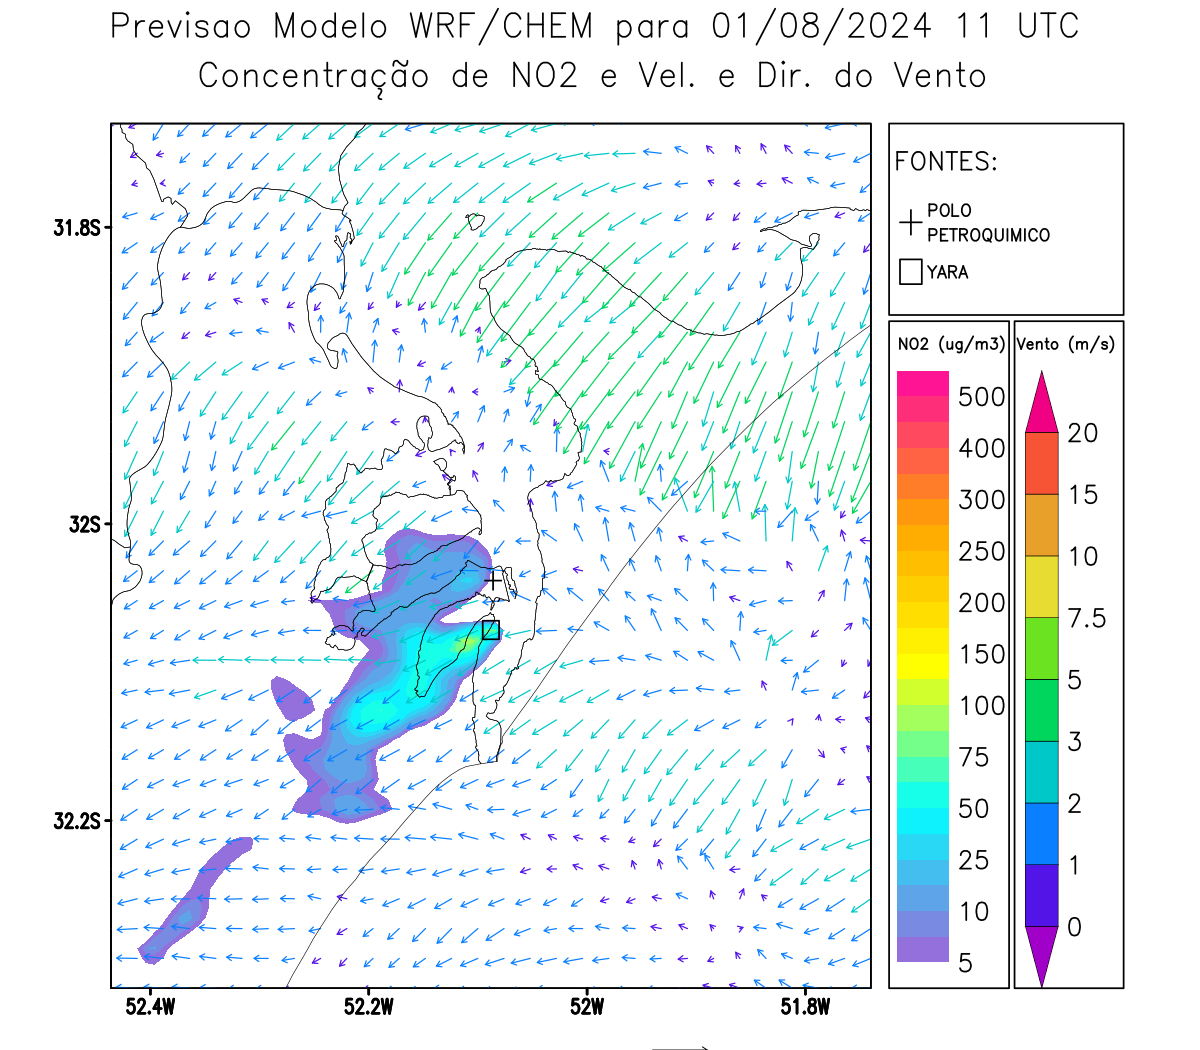 Previsao Modelo WRF/CHEM para 01/08/2024 11 UTC
Concentração de NO2 e Vel. e Dir. do Vento
FONTES:
POLO
PETROQUIMICO
YARA
NO2 (ug/m3)
500
400
300
250
200
150
100
75
50
25
10
5
Vento (m/s)
20
15
10
7.5
5
3
2
1
0
31.8S
32S
32.2S
52.4W
52.2W
52W
51.8W